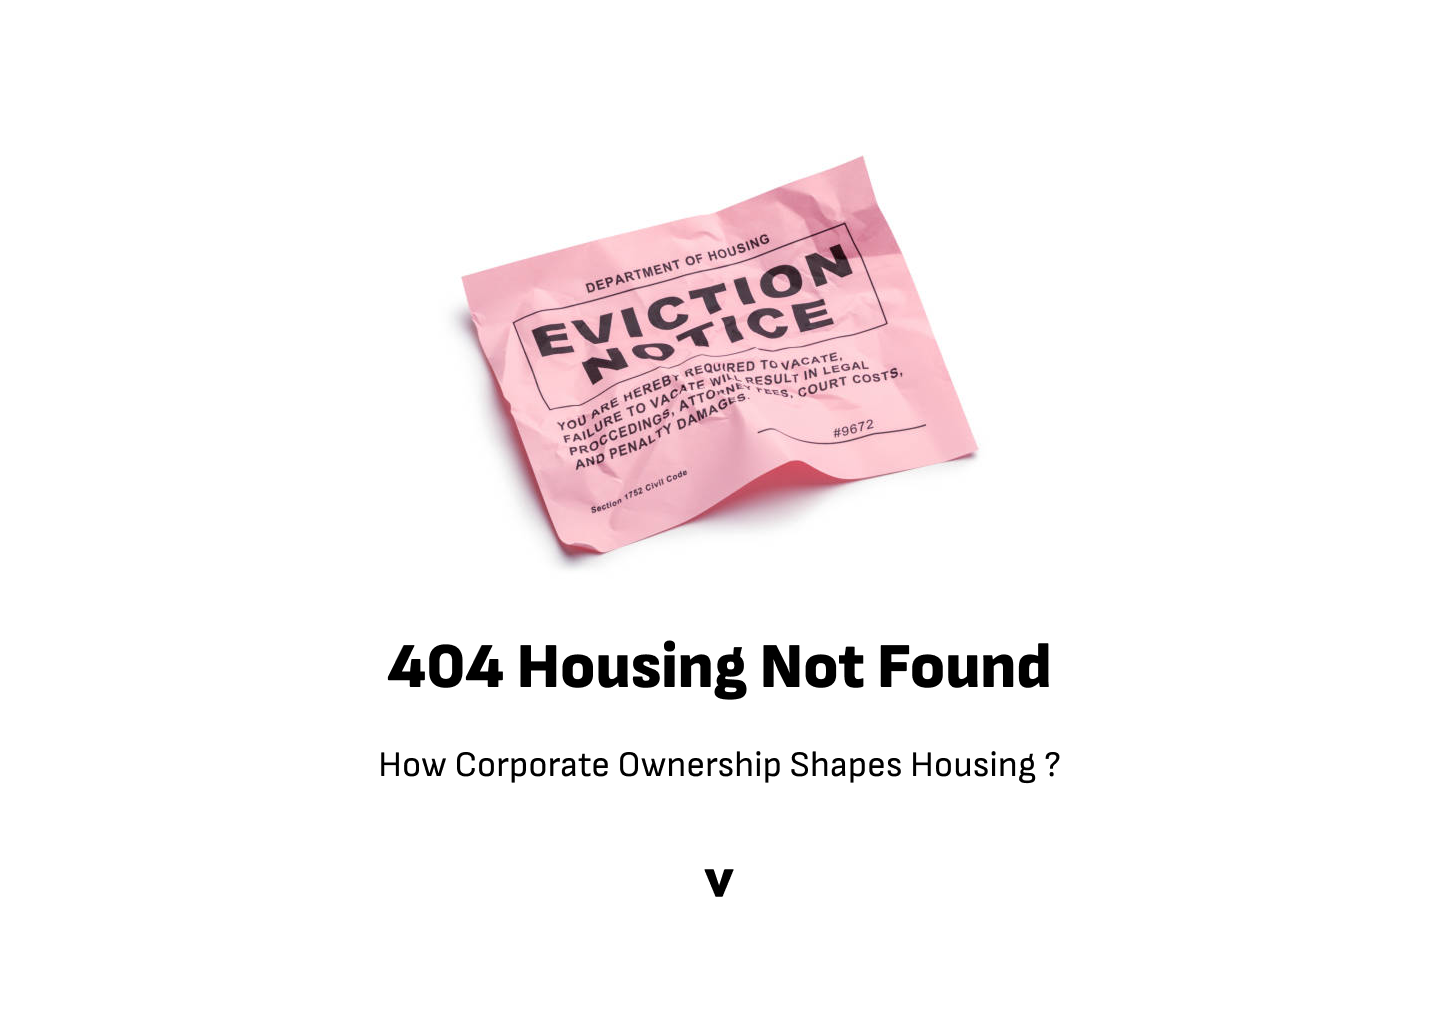 DEPARTMENT OF HOUSING
EVICTION
NOTICE
YOU ARE HEREBY REQUIRED TO VACATE,
FAILURE TO VACATE WILL RESULT IN LEGAL
PROCCEDINGS, ATTORNEY FEES, COURT COSTS,
AND PENALTY DAMAGES.
#9672
Section 1752 Civil Code
404 Housing Not Found
How Corporate Ownership Shapes Housing ?
v